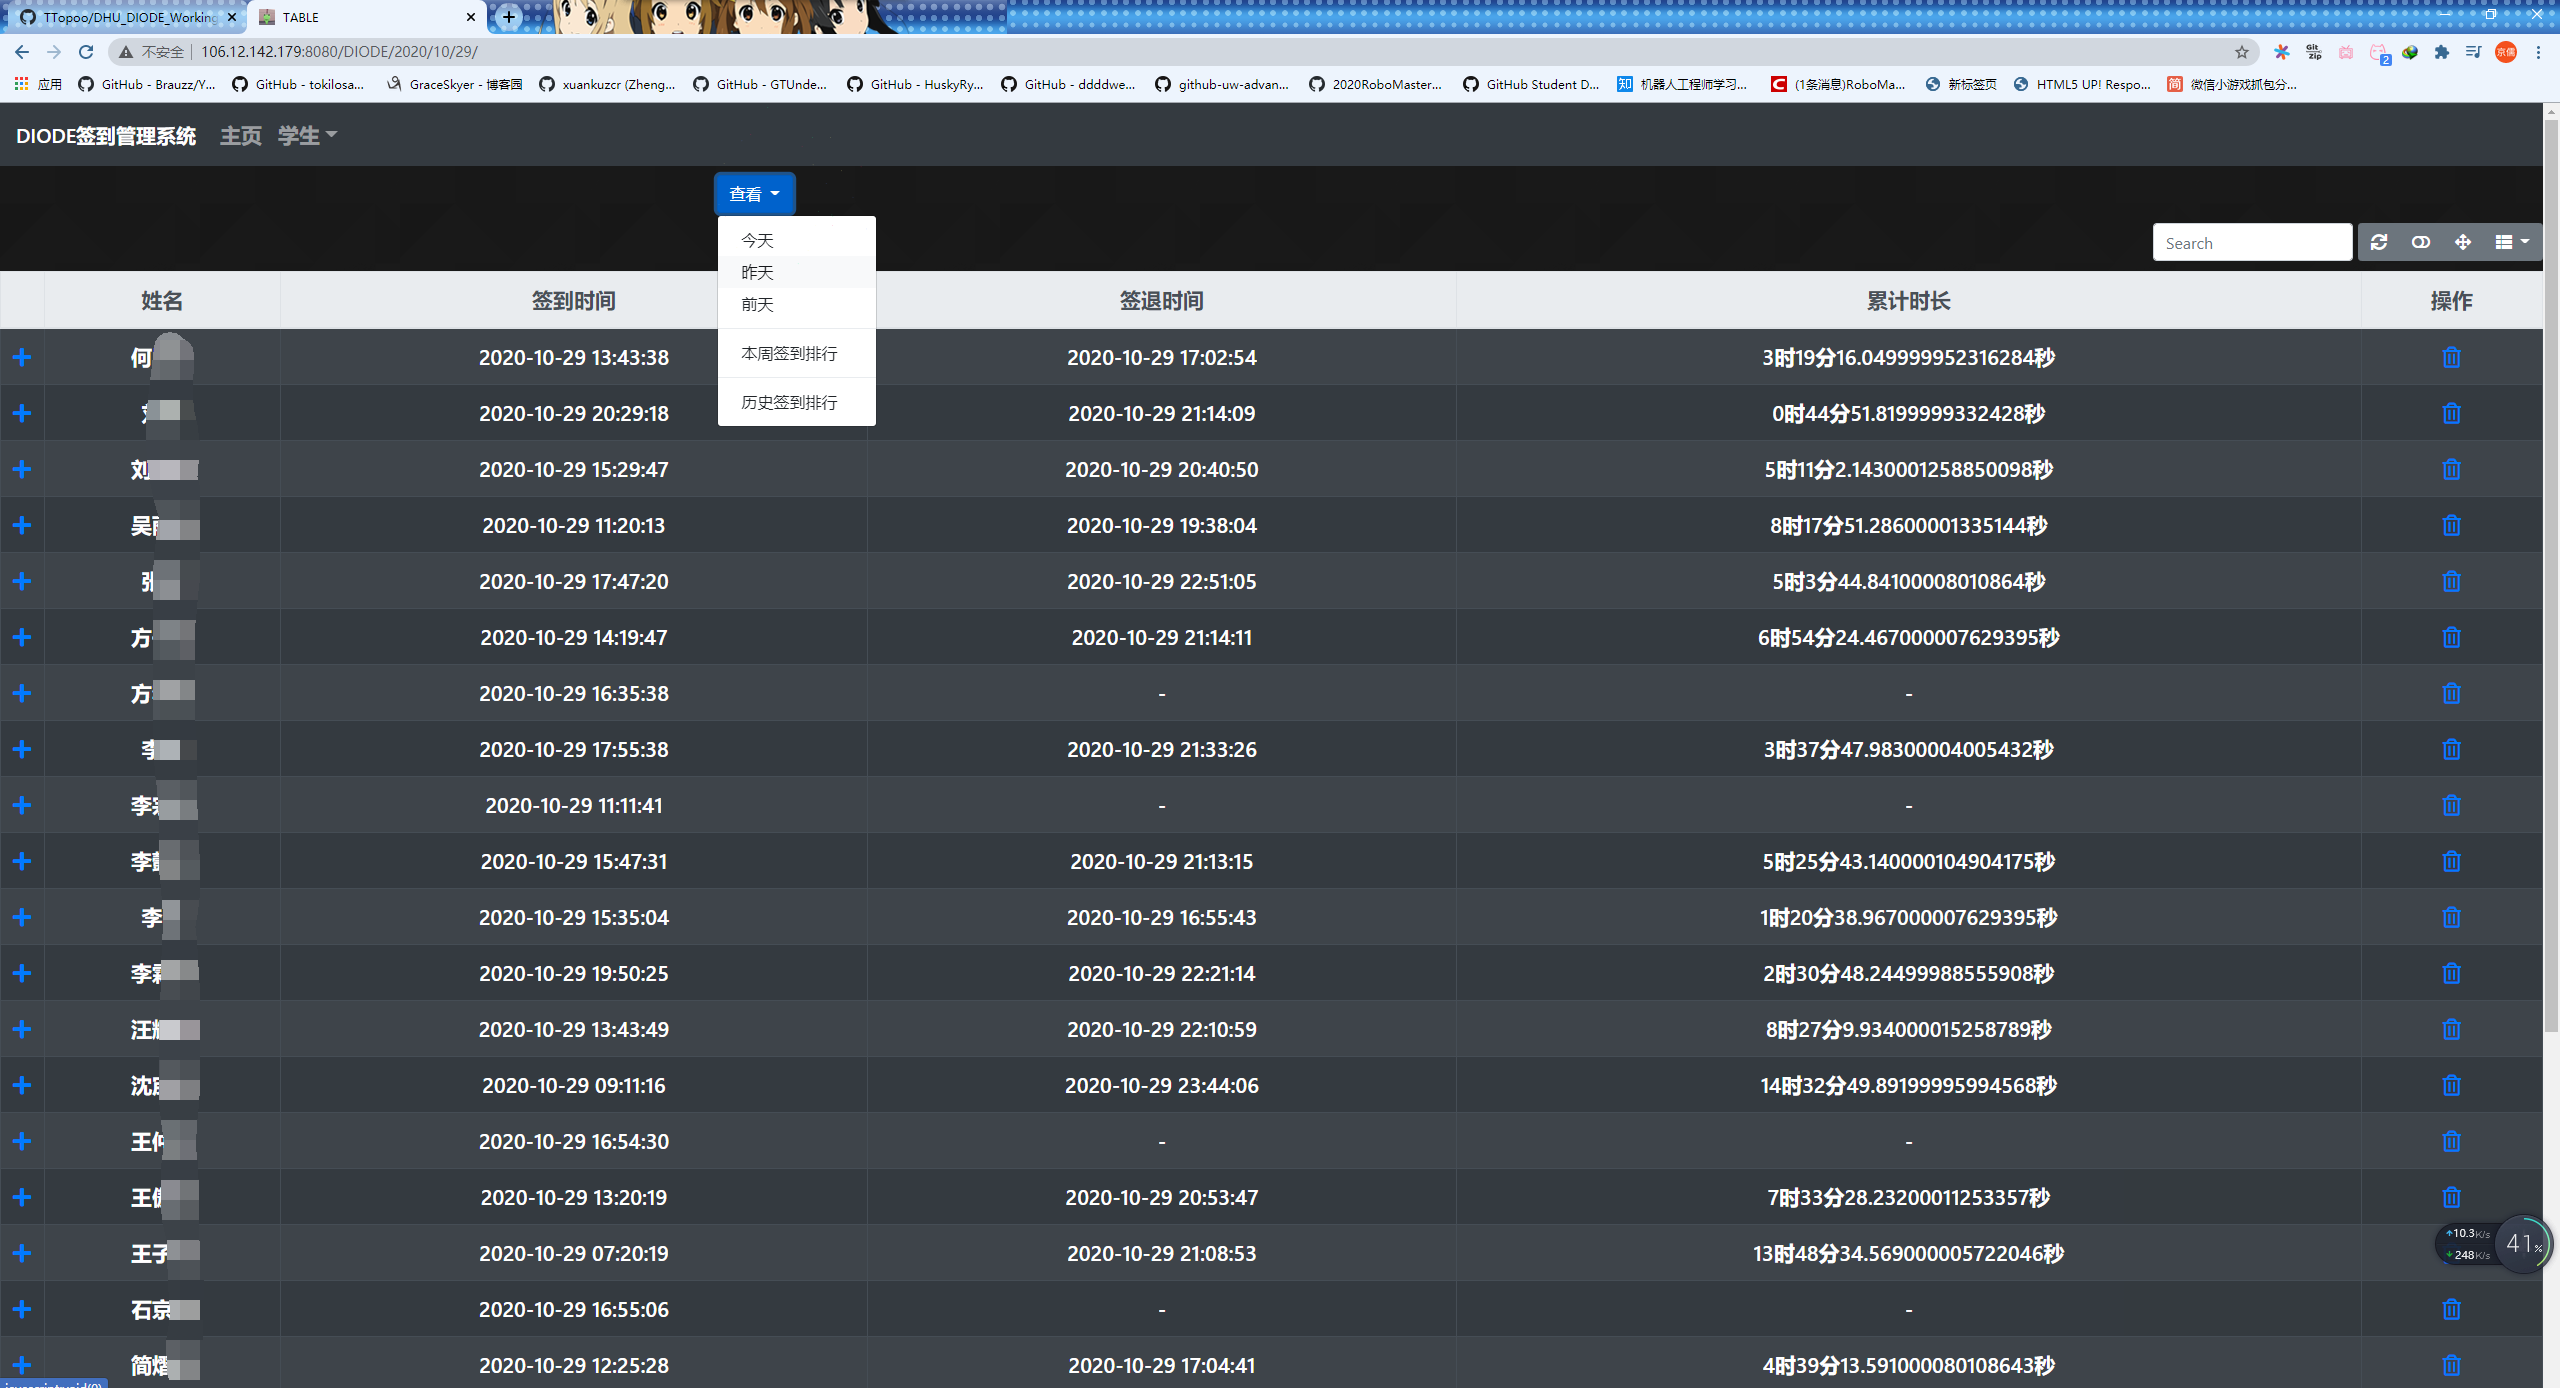 TTopoo/DHU_DIODE_Working
TABLE
不安全 106.12.142.179:8080/DIODE/2020/10/29/
京儒
应用
GitHub - Brauzz/Y...
GitHub - tokilosa...
GraceSkyer - 博客园
xuankuzcr (Zheng...
GitHub - GTUnde...
GitHub - HuskyRy...
GitHub - ddddwe...
github-uw-advan...
2020RoboMaster...
GitHub Student D...
知 机器人工程师学习...
C (1条消息)RoboMa...
新标签页
HTML5 UP! Respo...
简 微信小游戏抓包分...
DIODE签到管理系统 主页 学生
查看
今天
昨天
前天
本周签到排行
历史签到排行
Search
姓名 签到时间 签退时间 累计时长 操作
何 2020-10-29 13:43:38 2020-10-29 17:02:54 3时19分16.049999952316284秒
2020-10-29 20:29:18 2020-10-29 21:14:09 0时44分51.8199999332428秒
刘 2020-10-29 15:29:47 2020-10-29 20:40:50 5时11分2.1430001258850098秒
吴 2020-10-29 11:20:13 2020-10-29 19:38:04 8时17分51.28600001335144秒
张 2020-10-29 17:47:20 2020-10-29 22:51:05 5时3分44.84100008010864秒
方 2020-10-29 14:19:47 2020-10-29 21:14:11 6时54分24.467000007629395秒
方 2020-10-29 16:35:38 - -
李 2020-10-29 17:55:38 2020-10-29 21:33:26 3时37分47.98300004005432秒
李 2020-10-29 11:11:41 - -
李 2020-10-29 15:47:31 2020-10-29 21:13:15 5时25分43.140000104904175秒
李 2020-10-29 15:35:04 2020-10-29 16:55:43 1时20分38.967000007629395秒
李 2020-10-29 19:50:25 2020-10-29 22:21:14 2时30分48.24499988555908秒
汪 2020-10-29 13:43:49 2020-10-29 22:10:59 8时27分9.934000015258789秒
沈 2020-10-29 09:11:16 2020-10-29 23:44:06 14时32分49.89199995994568秒
王 2020-10-29 16:54:30 - -
王 2020-10-29 13:20:19 2020-10-29 20:53:47 7时33分28.23200011253357秒
王子 2020-10-29 07:20:19 2020-10-29 21:08:53 13时48分34.569000005722046秒
石京 2020-10-29 16:55:06 - -
简熠 2020-10-29 12:25:28 2020-10-29 17:04:41 4时39分13.591000080108643秒
10.3K/s
248K/s
41%